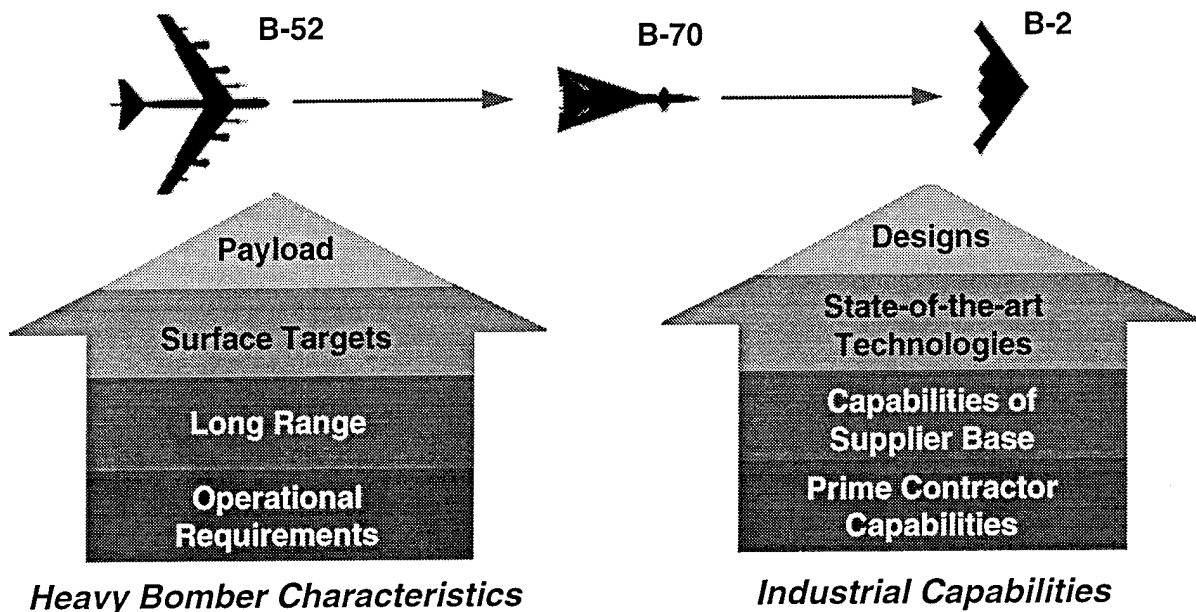 B-52
B-70
B-2
Payload
Surface Targets
Long Range
Operational
Requirements
Heavy Bomber Characteristics
Designs
State-of-the-art
Technologies
Capabilities of
Supplier Base
Prime Contractor
Capabilities
Industrial Capabilities